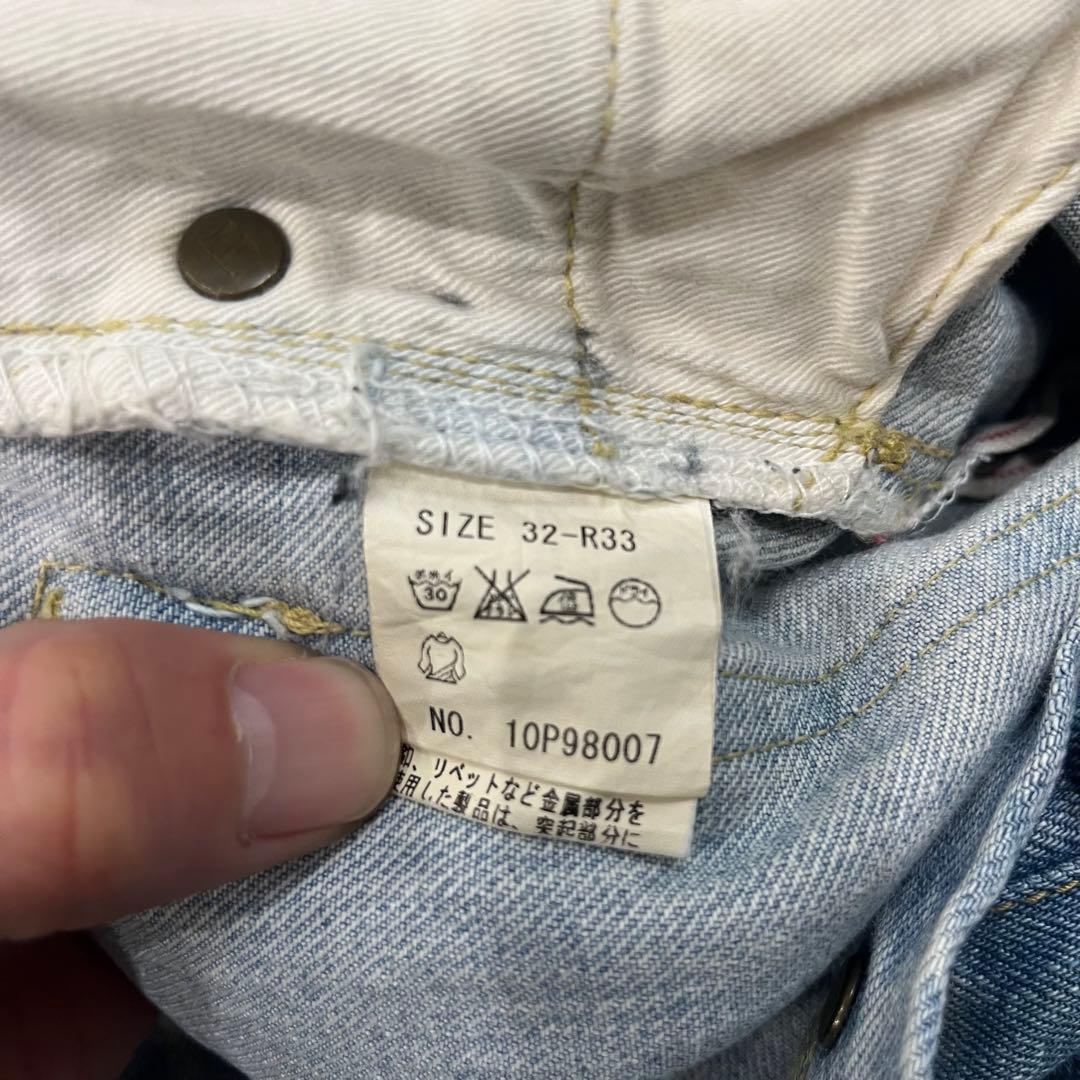 SIZE 32-R33
30
NO. 10P98007
、リベットなど金属部分を
使用した製品は、突起部分に